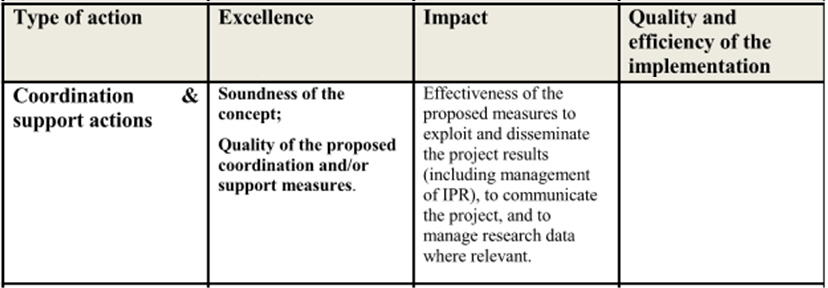 Type of action
Excellence
Impact
Quality and
efficiency of the
implementation
Coordination &
support actions
Soundness of the
concept;
Quality of the proposed
coordination and/or
support measures.
Effectiveness of the
proposed measures to
exploit and disseminate
the project results
(including management
of IPR), to communicate
the project, and to
manage research data
where relevant.